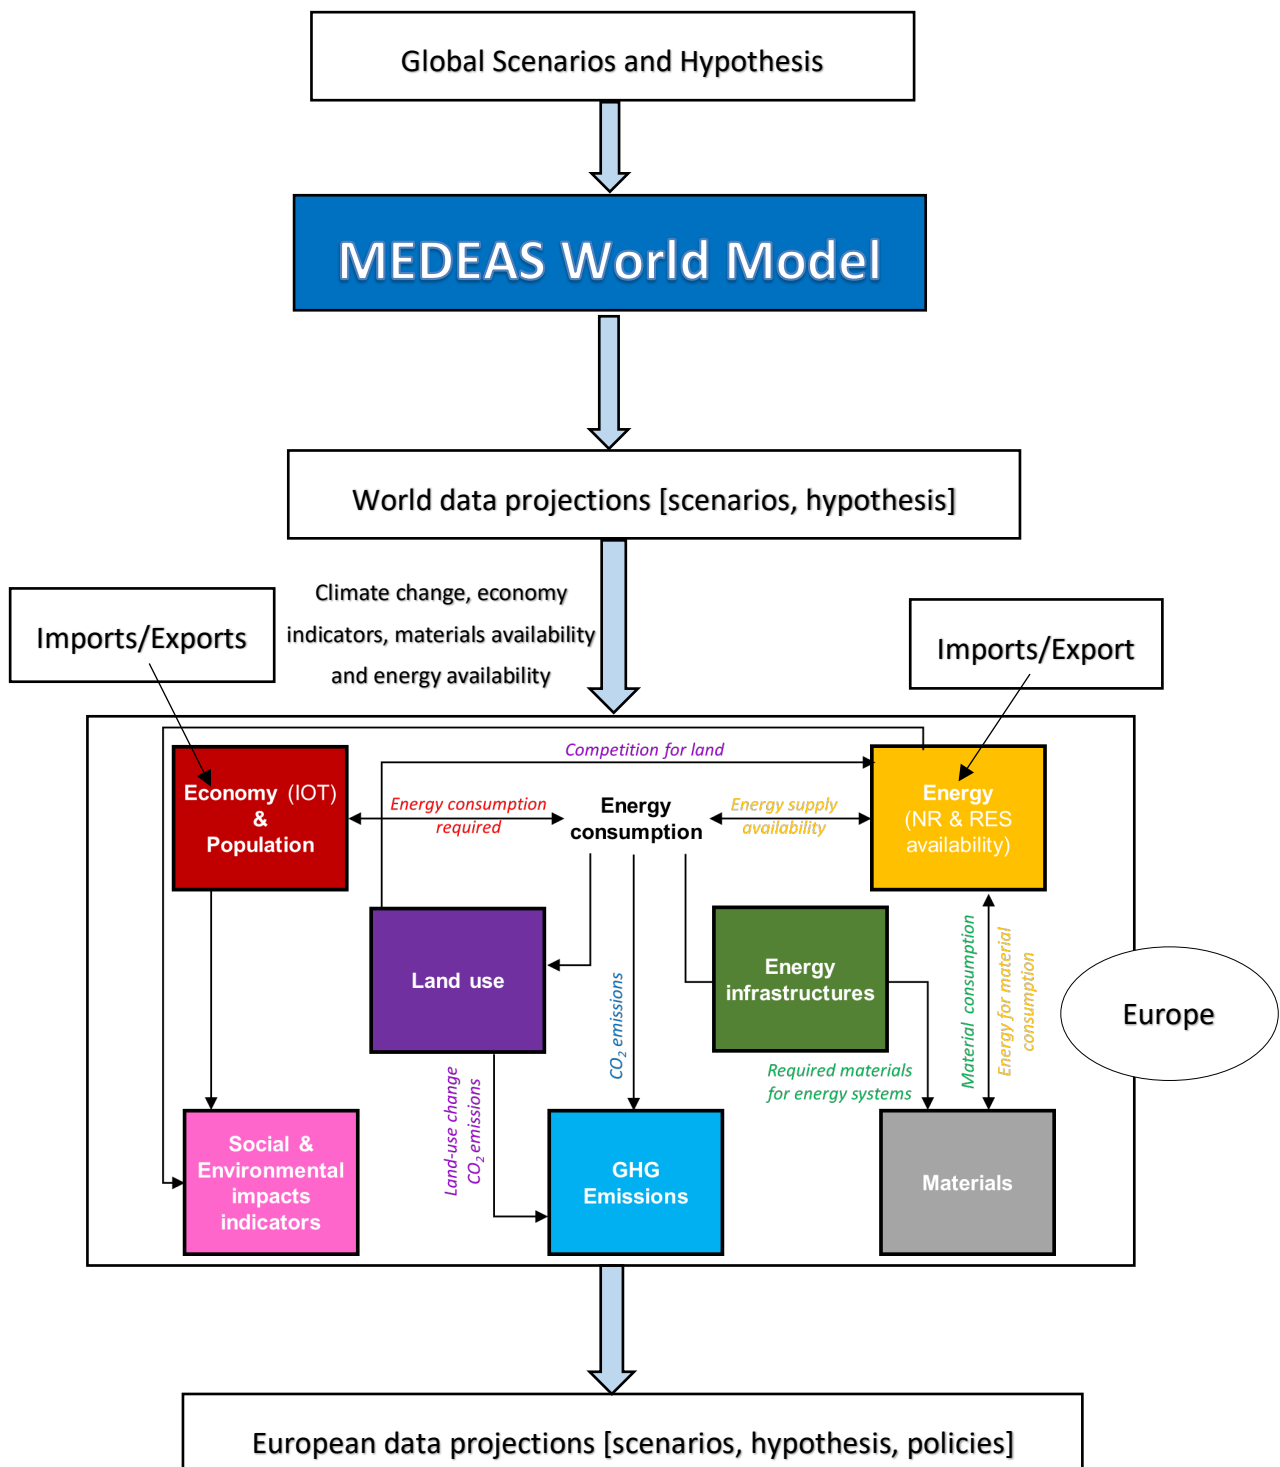 Global Scenarios and Hypothesis
MEDEAS World Model
World data projections [scenarios, hypothesis]
Climate change, economy
indicators, materials availability
and energy availability
Imports/Exports
Imports/Export
Competition for land
Economy (IOT)
&
Population
Energy consumption
required
Energy
consumption
Energy supply
availability
Energy
(NR & RES
availability)
Land use
Energy
infrastructures
Material consumption
Energy for material
consumption
Europe
CO₂ emissions
Land-use change
CO₂ emissions
Required materials
for energy systems
Social &
Environmental
impacts
indicators
GHG
Emissions
Materials
European data projections [scenarios, hypothesis, policies]